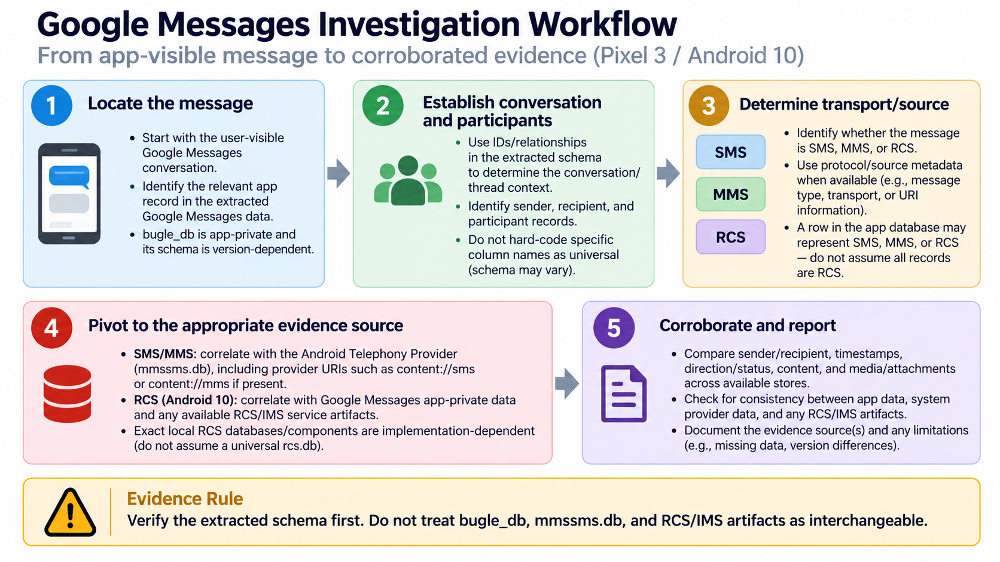 Google Messages Investigation Workflow
From app-visible message to corroborated evidence (Pixel 3 / Android 10)
1
Locate the message
• Start with the user-visible
Google Messages
conversation.
• Identify the relevant app
record in the extracted
Google Messages data.
• bugle_db is app-private and
its schema is version-dependent.
2
Establish conversation
and participants
• Use IDs/relationships
in the extracted schema
to determine the conversation/
thread context.
• Identify sender, recipient, and
participant records.
• Do not hard-code specific
column names as universal
(schema may vary).
3
Determine transport/source
SMS
MMS
RCS
• Identify whether the message
is SMS, MMS, or RCS.
• Use protocol/source metadata
when available (e.g., message
type, transport, or URI
information).
• A row in the app database may
represent SMS, MMS, or RCS
— do not assume all records
are RCS.
4
Pivot to the appropriate evidence source
• SMS/MMS: correlate with the Android Telephony Provider
(mmssms.db), including provider URIs such as content://sms
or content://mms if present.
• RCS (Android 10): correlate with Google Messages app-private data
and any available RCS/IMS service artifacts.
• Exact local RCS databases/components are implementation-dependent
(do not assume a universal rcs.db).
5
Corroborate and report
• Compare sender/recipient, timestamps,
direction/status, content, and media/attachments
across available stores.
• Check for consistency between app data, system
provider data, and any RCS/IMS artifacts.
• Document the evidence source(s) and any limitations
(e.g., missing data, version differences).
Evidence Rule
Verify the extracted schema first. Do not treat bugle_db, mmssms.db, and RCS/IMS artifacts as interchangeable.